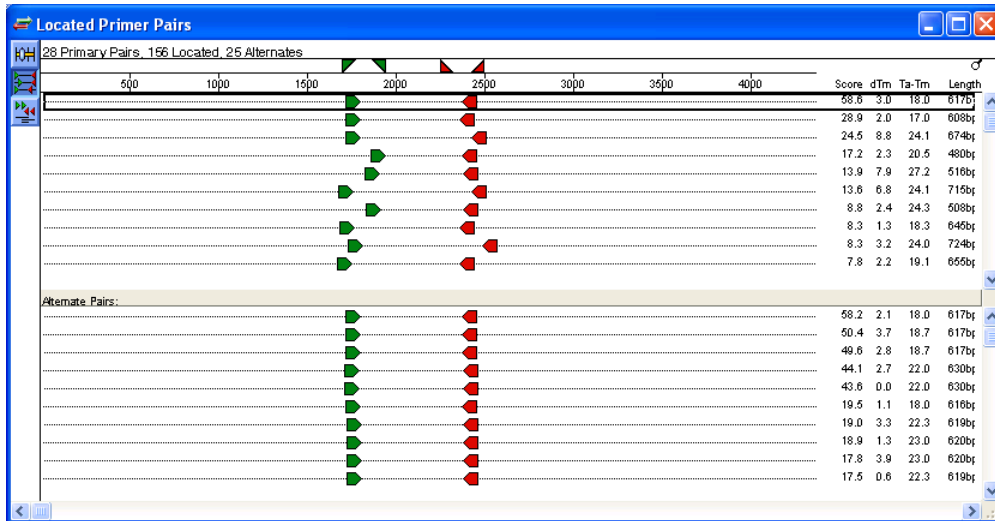 Located Primer Pairs
28 Primary Pairs, 156 Located, 25 Alternates
500 1000 1500 2000 2500 3000 3500 4000 Score dTm Ta-Tm Length
58.6 3.0 18.0 617b
28.9 2.0 17.0 608bp
24.5 8.8 24.1 674bp
17.2 2.3 20.5 480bp
13.9 7.9 27.2 516bp
13.6 6.8 24.1 715bp
8.8 2.4 24.3 508bp
8.3 1.3 18.3 645bp
8.3 3.2 24.0 724bp
7.8 2.2 19.1 655bp
Alternate Pairs:
58.2 2.1 18.0 617bp
50.4 3.7 18.7 617bp
49.6 2.8 18.7 617bp
44.1 2.7 22.0 630bp
43.6 0.0 22.0 630bp
19.5 1.1 18.0 616bp
19.0 3.3 22.3 619bp
18.9 1.3 23.0 620bp
17.8 3.9 23.0 620bp
17.5 0.6 22.3 619bp